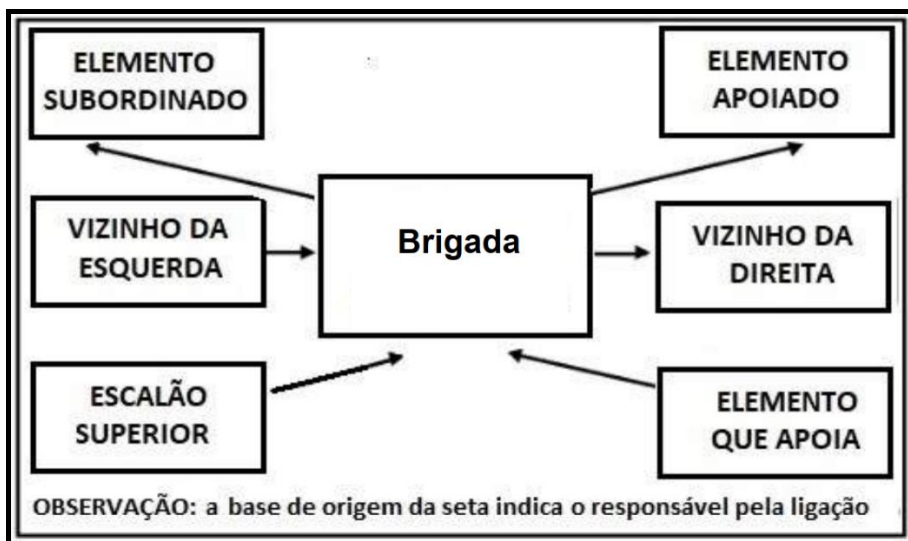 ELEMENTO
SUBORDINADO
ELEMENTO
APOIADO
VIZINHO DA
ESQUERDA
Brigada
VIZINHO DA
DIREITA
ESCALÃO
SUPERIOR
ELEMENTO
QUE APOIA
OBSERVAÇÃO: a base de origem da seta indica o responsável pela ligação